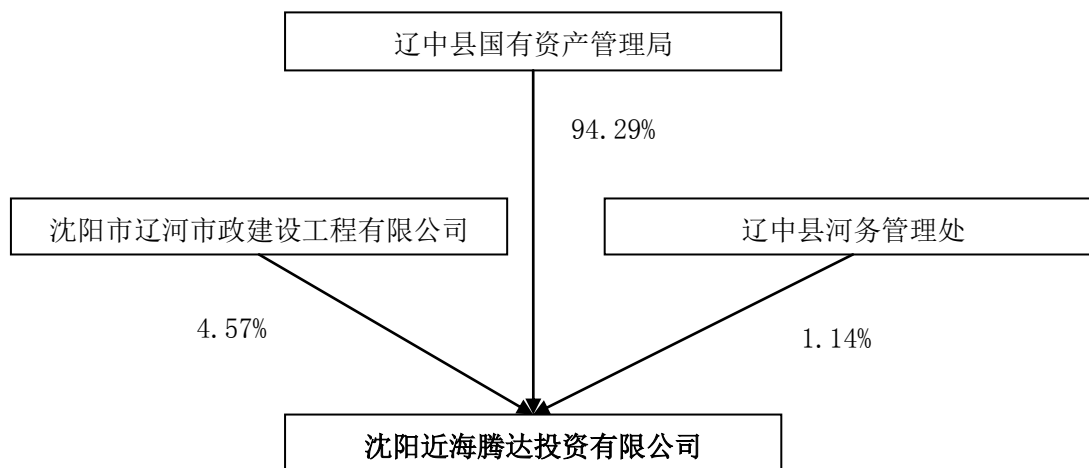 辽中县国有资产管理局
94.29%
沈阳市辽河市政建设工程有限公司
辽中县河务管理处
4.57%
1.14%
沈阳近海腾达投资有限公司